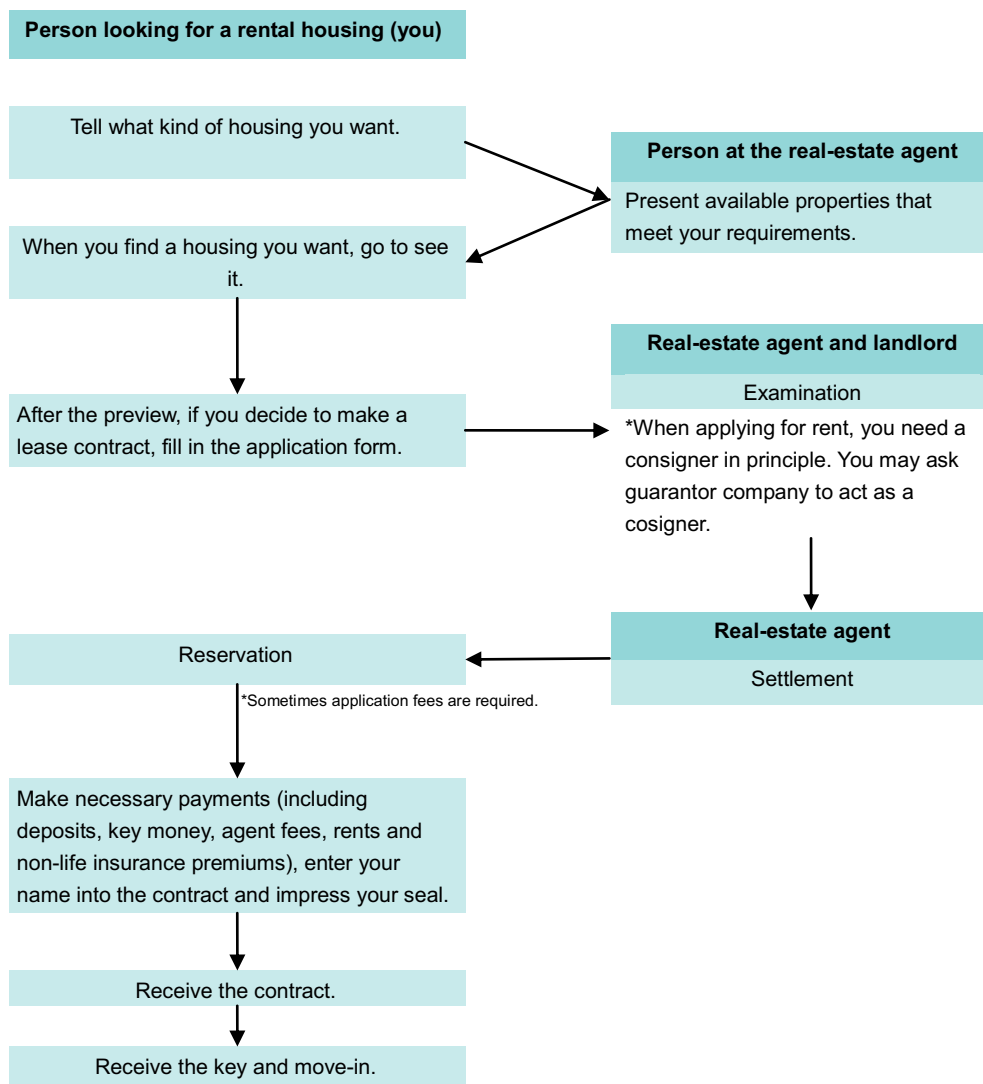 Person looking for a rental housing (you)
Tell what kind of housing you want.
Person at the real-estate agent
Present available properties that
meet your requirements.
When you find a housing you want, go to see
it.
Real-estate agent and landlord
Examination
After the preview, if you decide to make a
lease contract, fill in the application form.
*When applying for rent, you need a
consigner in principle. You may ask
guarantor company to act as a
cosigner.
Real-estate agent
Settlement
Reservation
*Sometimes application fees are required.
Make necessary payments (including
deposits, key money, agent fees, rents and
non-life insurance premiums), enter your
name into the contract and impress your seal.
Receive the contract.
Receive the key and move-in.